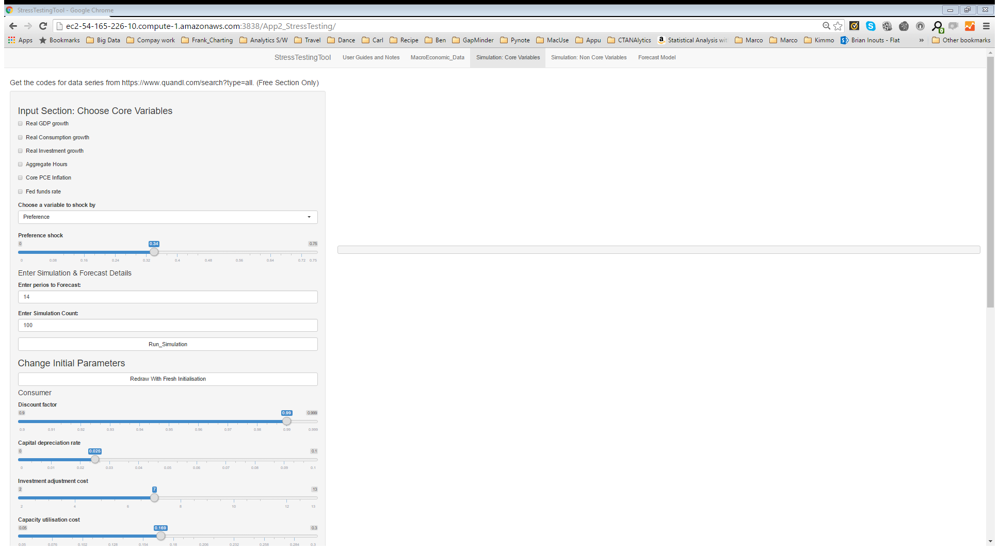 StressTestingTool - Google Chrome
ec2-54-165-226-10.compute-1.amazonaws.com:3838/App2_StressTesting/
Apps Bookmarks Big Data Compay work Frank_Charting Analytics S/W Travel Dance Carl Recipe Ben GapMinder Pynote MacUse Appu CTANAlytics Statistical Analysis wit Marco Marco Kimmo Brian Inouts - Flat » Other bookmarks
StressTestingTool User Guides and Notes MacroEconomic_Data Simulation: Core Variables Simulation: Non Core Variables Forecast Model
Get the codes for data series from https://www.quandl.com/search?type=all. (Free Section Only)
Input Section: Choose Core Variables
Real GDP growth
Real Consumption growth
Real Investment growth
Aggregate Hours
Core PCE Inflation
Fed funds rate
Choose a variable to shock by
Preference
Preference shock
0 0.34 0.75
0 0.08 0.16 0.24 0.32 0.4 0.48 0.56 0.64 0.72 0.75
Enter Simulation & Forecast Details
Enter perios to Forecast:
14
Enter Simulation Count:
100
Run_Simulation
Change Initial Parameters
Redraw With Fresh Initialisation
Consumer
Discount factor
0.9 0.99 0.999
0.9 0.91 0.92 0.93 0.94 0.95 0.96 0.97 0.98 0.99 0.999
Capital depreciation rate
0 0.025 0.1
0 0.01 0.02 0.03 0.04 0.05 0.06 0.07 0.08 0.09 0.1
Investment adjustment cost
2 7 13
2 4 6 8 10 12 13
Capacity utilisation cost
0.05 0.169 0.3
0.05 0.076 0.102 0.128 0.154 0.18 0.206 0.232 0.258 0.284 0.3